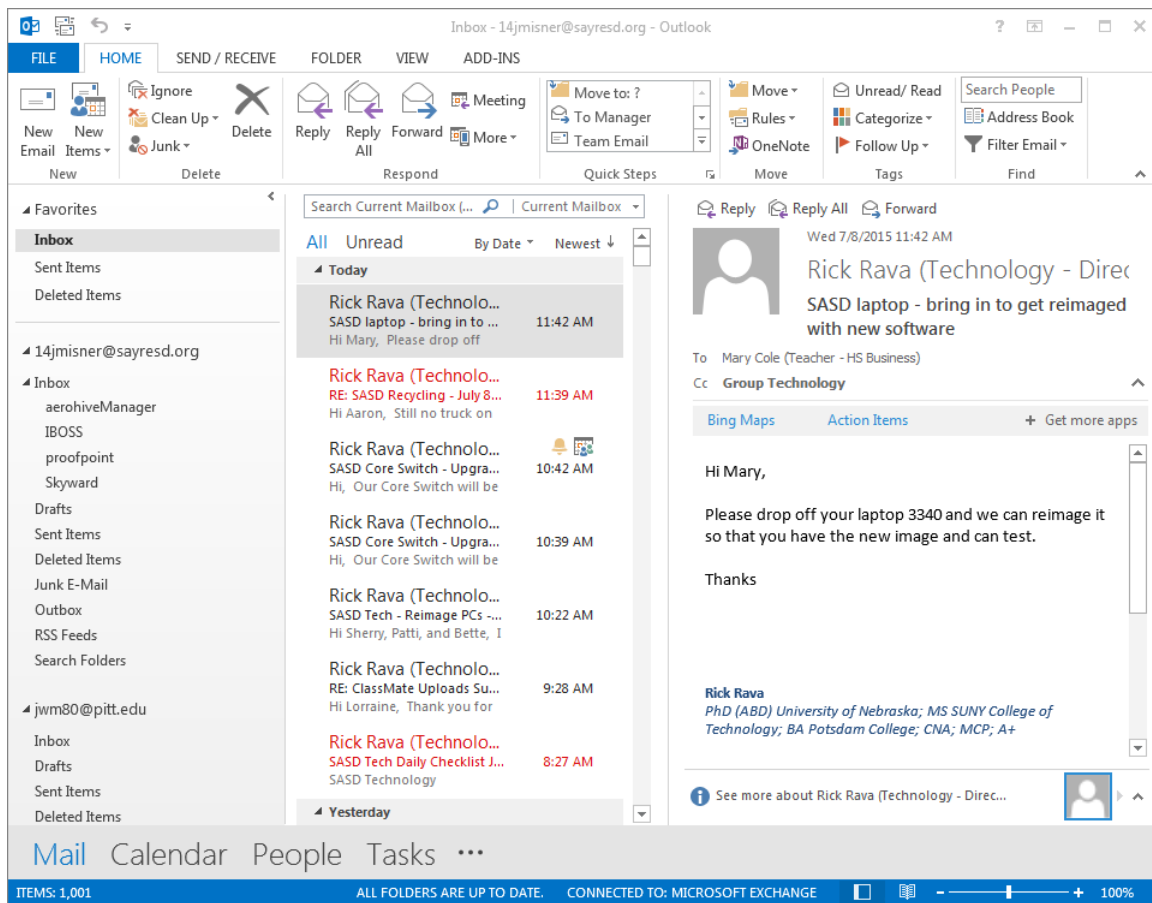 Inbox - 14jmisner@sayresd.org - Outlook
FILE HOME SEND / RECEIVE FOLDER VIEW ADD-INS
New Email
New Items
Ignore
Clean Up
Junk
Delete
Reply
Reply All
Forward
Meeting
More
Move to: ?
To Manager
Team Email
Move
Rules
OneNote
Unread/ Read
Categorize
Follow Up
Search People
Address Book
Filter Email
New Delete Respond Quick Steps Move Tags Find
Favorites
Inbox
Sent Items
Deleted Items
14jmisner@sayresd.org
Inbox
aerohiveManager
IBOSS
proofpoint
Skyward
Drafts
Sent Items
Deleted Items
Junk E-Mail
Outbox
RSS Feeds
Search Folders
jwm80@pitt.edu
Inbox
Drafts
Sent Items
Deleted Items
Search Current Mailbox (... Current Mailbox
All Unread By Date Newest
Today
Rick Rava (Technolo...
SASD laptop - bring in to ... 11:42 AM
Hi Mary, Please drop off
Rick Rava (Technolo...
RE: SASD Recycling - July 8... 11:39 AM
Hi Aaron, Still no truck on
Rick Rava (Technolo...
SASD Core Switch - Upgra... 10:42 AM
Hi, Our Core Switch will be
Rick Rava (Technolo...
SASD Core Switch - Upgra... 10:39 AM
Hi, Our Core Switch will be
Rick Rava (Technolo...
SASD Tech - Reimage PCs -... 10:22 AM
Hi Sherry, Patti, and Bette, I
Rick Rava (Technolo...
RE: ClassMate Uploads Su... 9:28 AM
Hi Lorraine, Thank you for
Rick Rava (Technolo...
SASD Tech Daily Checklist J... 8:27 AM
SASD Technology
Yesterday
Reply Reply All Forward
Wed 7/8/2015 11:42 AM
Rick Rava (Technology - Direc
SASD laptop - bring in to get reimaged
with new software
To Mary Cole (Teacher - HS Business)
Cc Group Technology
Bing Maps Action Items + Get more apps
Hi Mary,
Please drop off your laptop 3340 and we can reimage it
so that you have the new image and can test.
Thanks
Rick Rava
PhD (ABD) University of Nebraska; MS SUNY College of
Technology; BA Potsdam College; CNA; MCP; A+
See more about Rick Rava (Technology - Direc...
Mail Calendar People Tasks ...
ITEMS: 1,001 ALL FOLDERS ARE UP TO DATE. CONNECTED TO: MICROSOFT EXCHANGE 100%